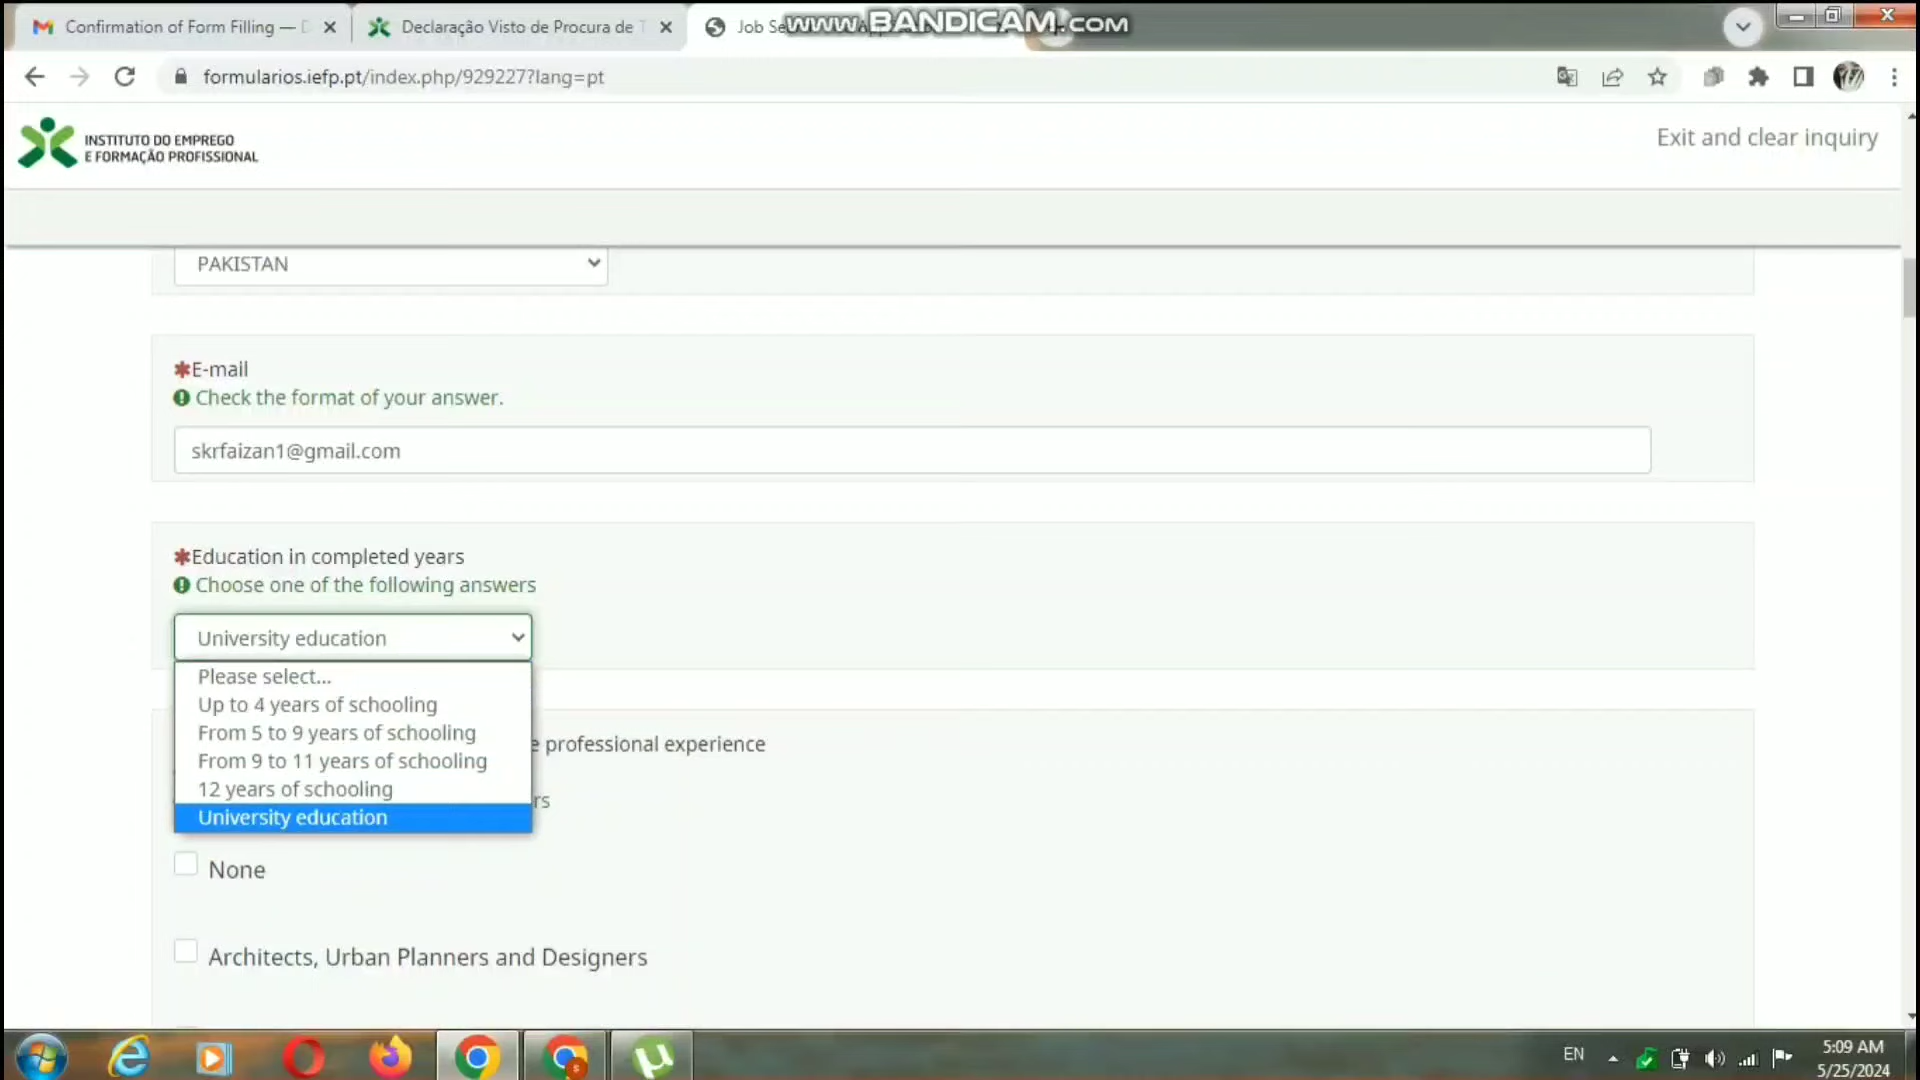 Confirmation of Form Filling —
Declaração Visto de Procura de T
Job Se
www.BANDICAM.COM
formularios.iefp.pt/index.php/929227?lang=pt
INSTITUTO DO EMPREGO
E FORMAÇÃO PROFISSIONAL
Exit and clear inquiry
PAKISTAN
*E-mail
Check the format of your answer.
skrfaizan1@gmail.com
*Education in completed years
Choose one of the following answers
University education
Please select...
Up to 4 years of schooling
From 5 to 9 years of schooling
e professional experience
From 9 to 11 years of schooling
12 years of schooling
rs
University education
None
Architects, Urban Planners and Designers
EN
5:09 AM
5/25/2024